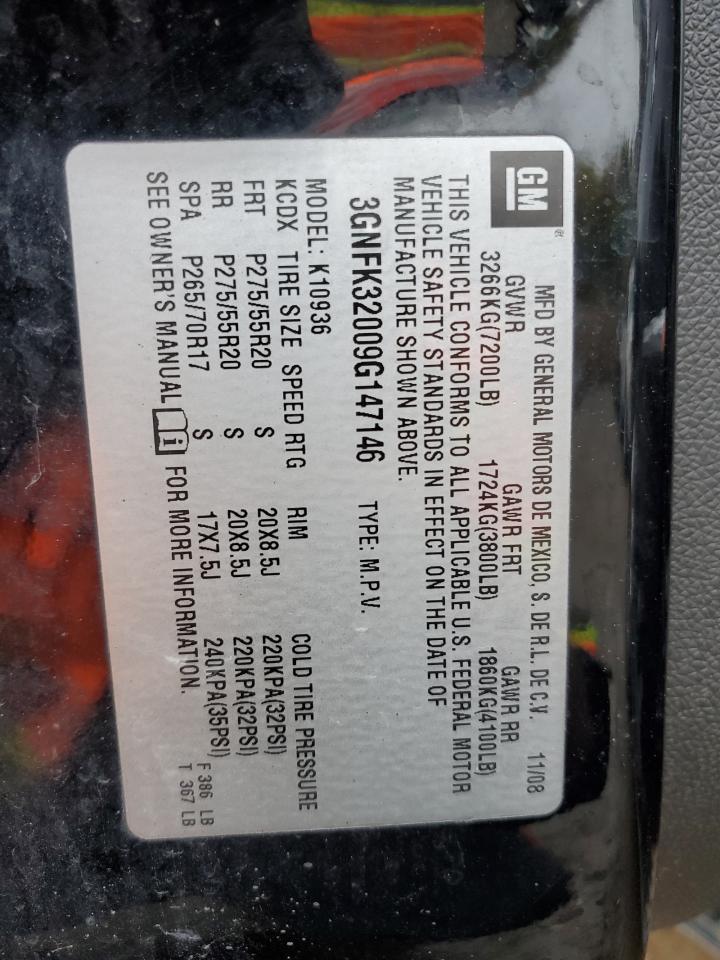 GM
MFD BY GENERAL MOTORS DE MEXICO, S. DE R.L. DE C.V. 11/08
GVWR GAWR FRT GAWR RR
3266KG(7200LB) 1724KG(3800LB) 1860KG(4100LB)
THIS VEHICLE CONFORMS TO ALL APPLICABLE U.S. FEDERAL MOTOR
VEHICLE SAFETY STANDARDS IN EFFECT ON THE DATE OF
MANUFACTURE SHOWN ABOVE.
3GNFK32009G147146 TYPE: M.P.V.
MODEL: K10936
KCDX TIRE SIZE SPEED RTG RIM COLD TIRE PRESSURE
FRT P275/55R20 S 20X8.5J 220KPA(32PSI)
RR P275/55R20 S 20X8.5J 220KPA(32PSI)
SPA P265/70R17 S 17X7.5J 240KPA(35PSI)
SEE OWNER'S MANUAL i FOR MORE INFORMATION.
F 386 LB
T 367 LB